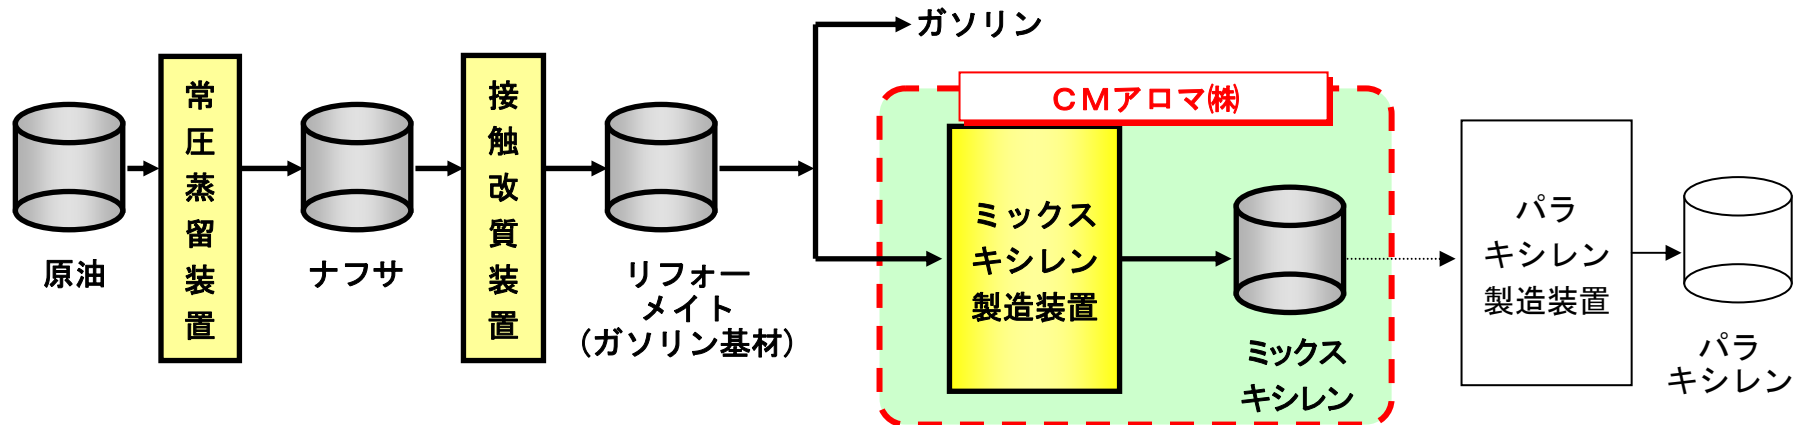 ガソリン
CMアロマ㈱
常圧蒸留装置
接触改質装置
原油
ナフサ
リフォー
メイト
（ガソリン基材）
ミックス
キシレン
製造装置
ミックス
キシレン
パラ
キシレン
製造装置
パラ
キシレン